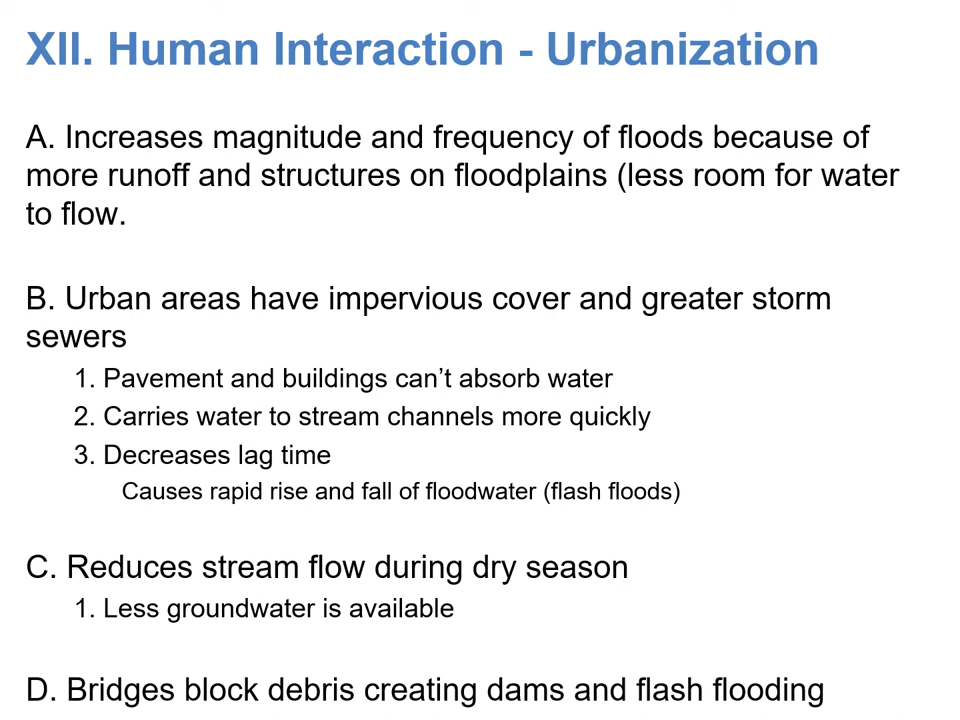 XII. Human Interaction - Urbanization
A. Increases magnitude and frequency of floods because of
more runoff and structures on floodplains (less room for water
to flow.
B. Urban areas have impervious cover and greater storm
sewers
1. Pavement and buildings can’t absorb water
2. Carries water to stream channels more quickly
3. Decreases lag time
Causes rapid rise and fall of floodwater (flash floods)
C. Reduces stream flow during dry season
1. Less groundwater is available
D. Bridges block debris creating dams and flash flooding